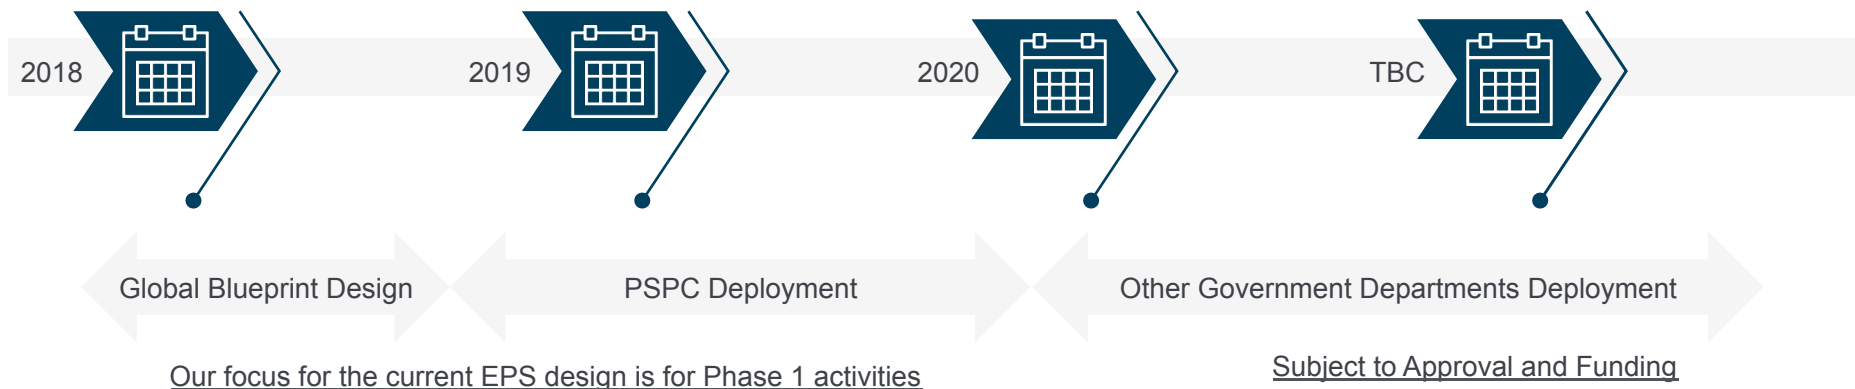 2018
2019
2020
TBC
Global Blueprint Design
PSPC Deployment
Other Government Departments Deployment
Our focus for the current EPS design is for Phase 1 activities
Subject to Approval and Funding